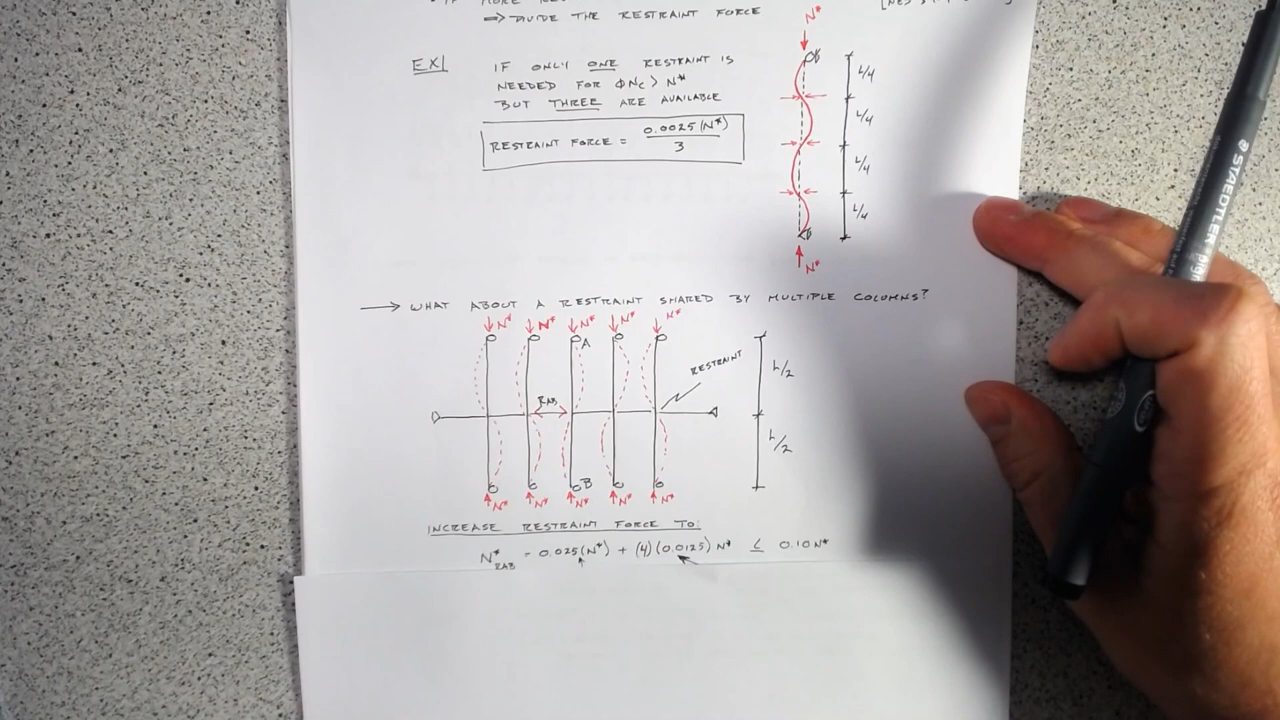 ⇒ DIVIDE THE RESTRAINT FORCE
N*
EX1
IF ONLY ONE RESTRAINT IS
NEEDED FOR ΦNc > N*
BUT THREE ARE AVAILABLE
RESTRAINT FORCE = 0.0025(N*)
3
L/4
L/4
L/4
L/4
N*
→ WHAT ABOUT A RESTRAINT SHARED BY MULTIPLE COLUMNS?
N* N* N* N* N*
A
RESTRAINT
L/2
RAB
L/2
B
N* N* N* N* N*
INCREASE RESTRAINT FORCE TO:
N*RAB = 0.025(N*) + (4)(0.0125)N* ≤ 0.10N*
STAEDTLER